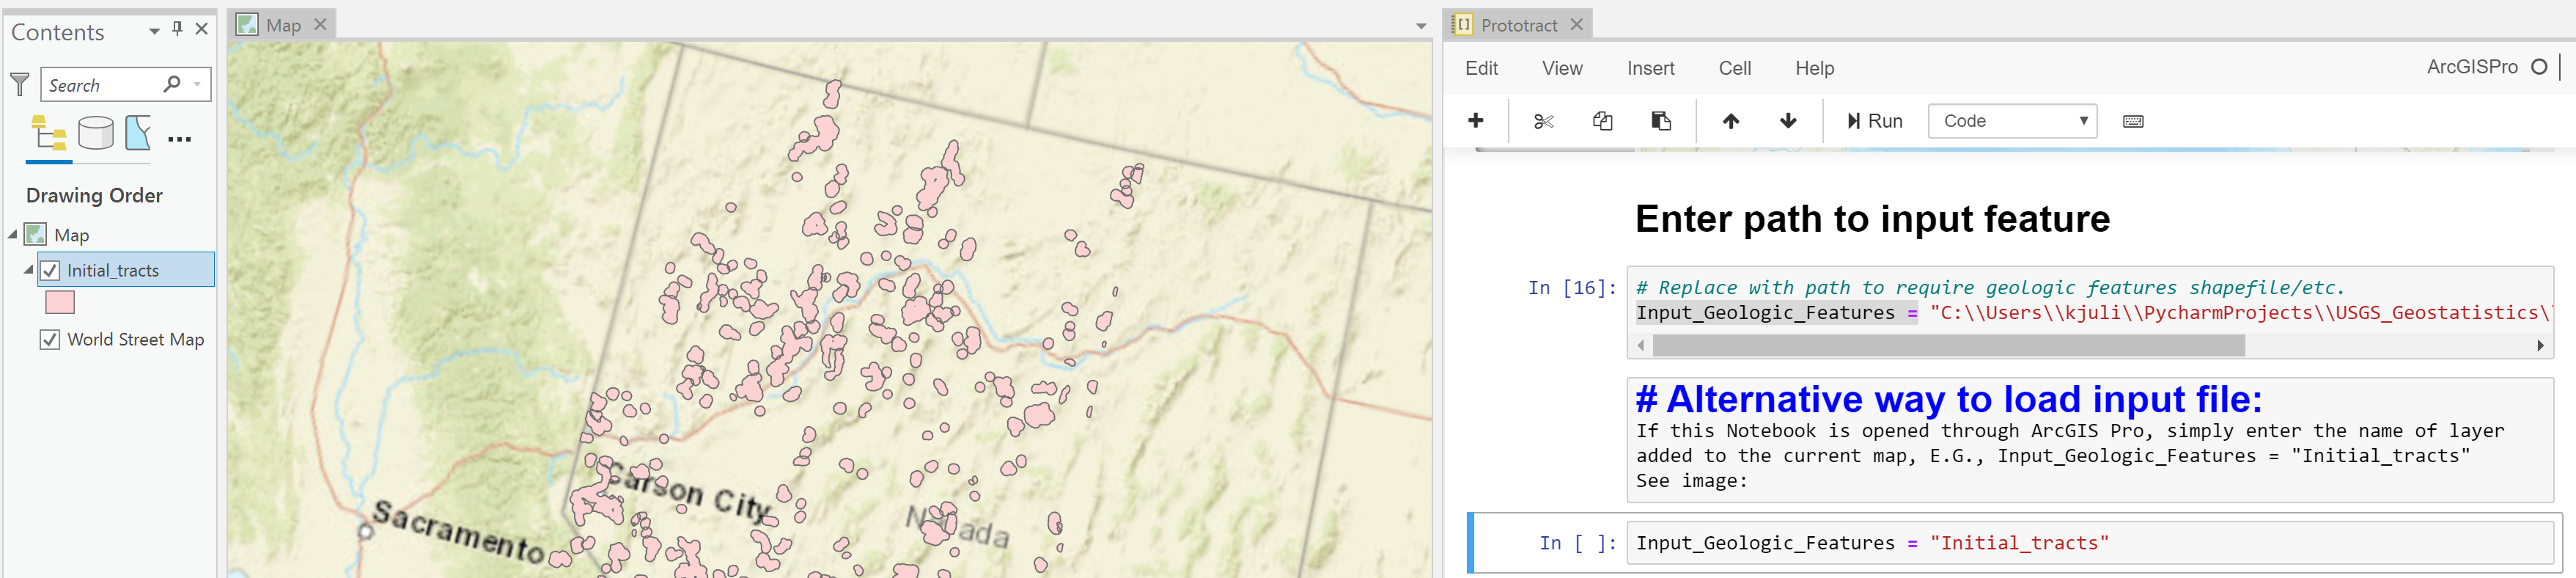 Contents
Search
Drawing Order
Map
Initial_tracts
World Street Map
Map
Carson City
Sacramento
Prototract
Edit View Insert Cell Help
ArcGISPro
Run
Code
Enter path to input feature
In [16]:
# Replace with path to require geologic features shapefile/etc.
Input_Geologic_Features = "C:\\Users\\kjuli\\PycharmProjects\\USGS_Geostatistics\
# Alternative way to load input file:
If this Notebook is opened through ArcGIS Pro, simply enter the name of layer
added to the current map, E.G., Input_Geologic_Features = "Initial_tracts"
See image:
In [ ]:
Input_Geologic_Features = "Initial_tracts"